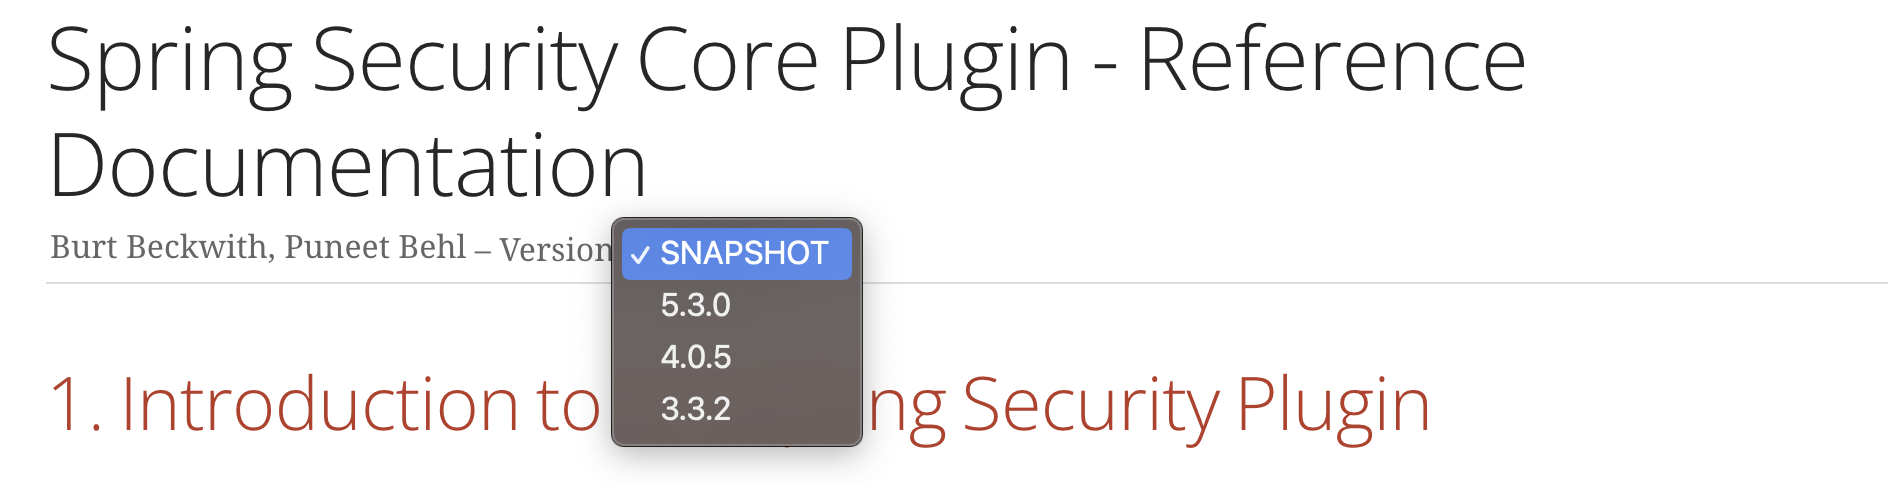 Spring Security Core Plugin - Reference
Documentation
Burt Beckwith, Puneet Behl – Version
✓ SNAPSHOT
5.3.0
4.0.5
3.3.2
1. Introduction to ng Security Plugin